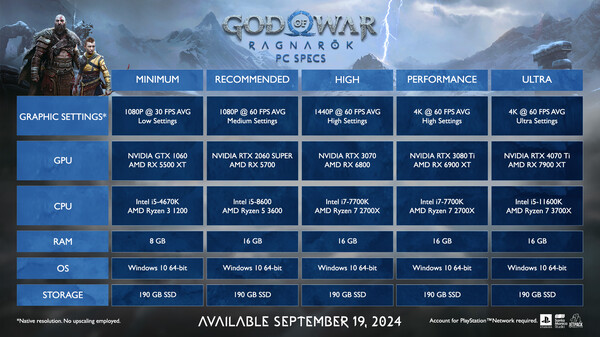 GOD OF WAR
RAGNARÖK
PC SPECS
MINIMUM RECOMMENDED HIGH PERFORMANCE ULTRA
GRAPHIC SETTINGS* 1080P @ 30 FPS AVG 1080P @ 60 FPS AVG 1440P @ 60 FPS AVG 4K @ 60 FPS AVG 4K @ 60 FPS AVG
Low Settings Medium Settings High Settings High Settings Ultra Settings
GPU NVIDIA GTX 1060 NVIDIA RTX 2060 SUPER NVIDIA RTX 3070 NVIDIA RTX 3080 Ti NVIDIA RTX 4070 Ti
AMD RX 5500 XT AMD RX 5700 AMD RX 6800 AMD RX 6900 XT AMD RX 7900 XT
CPU Intel i5-4670K Intel i5-8600 Intel i7-7700K Intel i7-7700K Intel i5-11600K
AMD Ryzen 3 1200 AMD Ryzen 5 3600 AMD Ryzen 7 2700X AMD Ryzen 7 2700X AMD Ryzen 7 3700X
RAM 8 GB 16 GB 16 GB 16 GB 16 GB
OS Windows 10 64-bit Windows 10 64-bit Windows 10 64-bit Windows 10 64-bit Windows 10 64-bit
STORAGE 190 GB SSD 190 GB SSD 190 GB SSD 190 GB SSD 190 GB SSD
*Native resolution. No upscaling employed. AVAILABLE SEPTEMBER 19, 2024 Account for PlayStation™Network required.